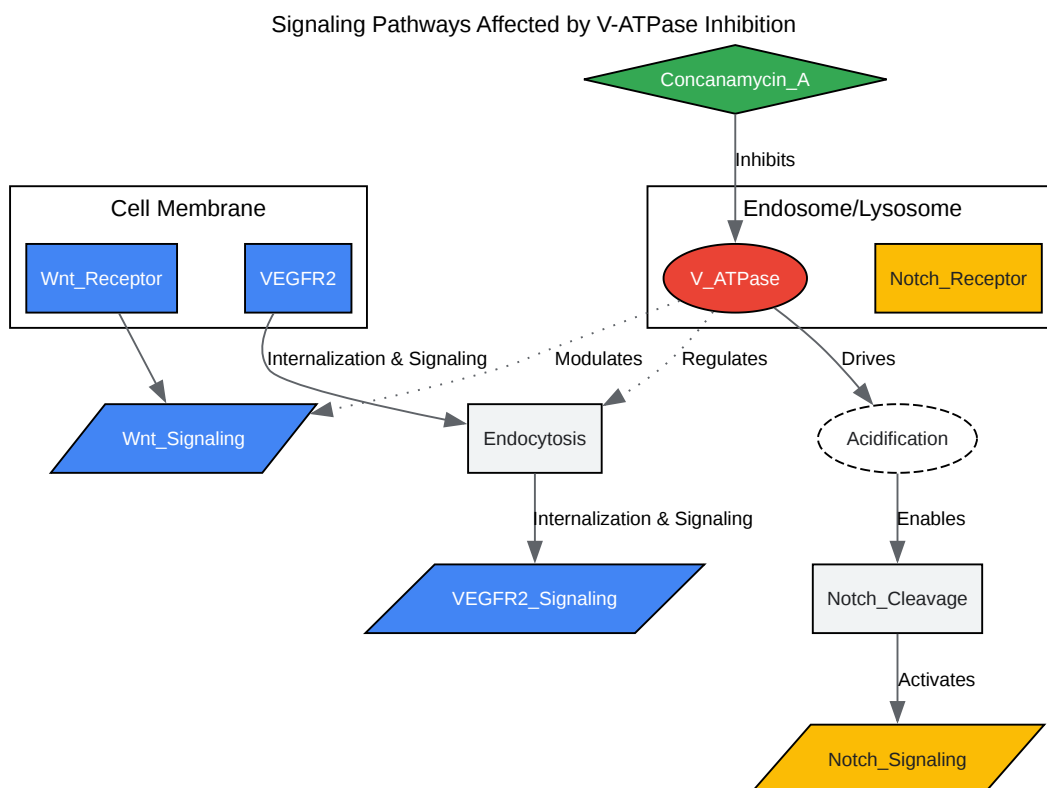 Signaling Pathways Affected by V-ATPase Inhibition
Concanamycin_A
Inhibits
Cell Membrane
Endosome/Lysosome
Wnt_Receptor
VEGFR2
V_ATPase
Notch_Receptor
Internalization & Signaling
Modulates
Regulates
Drives
Wnt_Signaling
Endocytosis
Acidification
Internalization & Signaling
Enables
VEGFR2_Signaling
Notch_Cleavage
Activates
Notch_Signaling